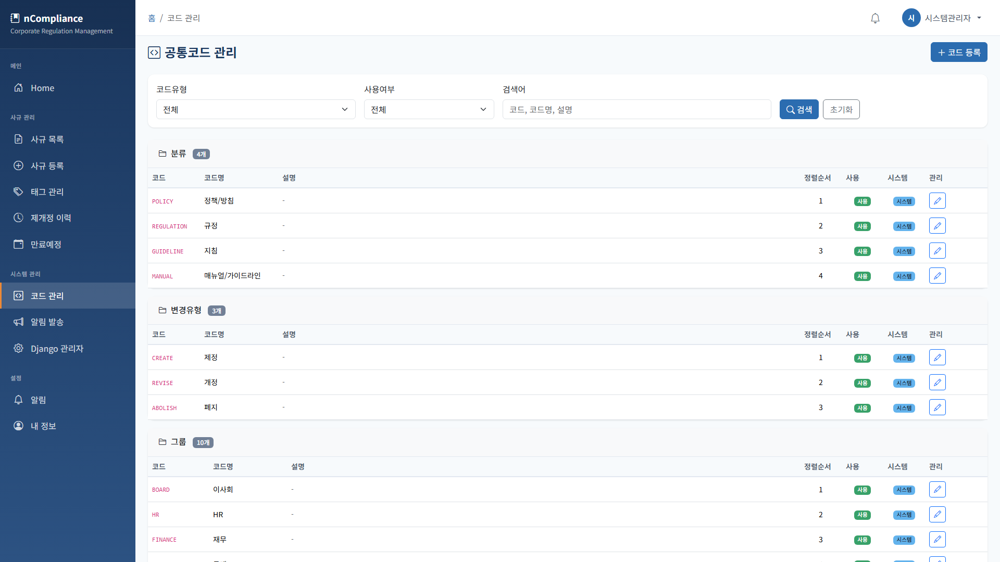 nCompliance
Corporate Regulation Management
메인
Home
사규 관리
사규 목록
사규 등록
태그 관리
제개정 이력
만료예정
시스템 관리
코드 관리
알림 발송
Django 관리자
설정
알림
내 정보
홈 / 코드 관리
시 시스템관리자
공통코드 관리
+ 코드 등록
코드유형 사용여부 검색어
전체 전체 코드, 코드명, 설명 검색 초기화
분류 4개
코드 코드명 설명 정렬순서 사용 시스템 관리
POLICY 정책/방침 - 1 사용 시스템
REGULATION 규정 - 2 사용 시스템
GUIDELINE 지침 - 3 사용 시스템
MANUAL 매뉴얼/가이드라인 - 4 사용 시스템
변경유형 3개
코드 코드명 설명 정렬순서 사용 시스템 관리
CREATE 제정 - 1 사용 시스템
REVISE 개정 - 2 사용 시스템
ABOLISH 폐지 - 3 사용 시스템
그룹 10개
코드 코드명 설명 정렬순서 사용 시스템 관리
BOARD 이사회 - 1 사용 시스템
HR HR - 2 사용 시스템
FINANCE 재무 - 3 사용 시스템